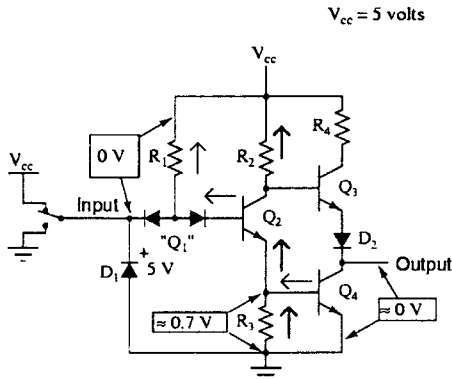 Vcc = 5 volts
Vcc
R4
0 V
R1
R2
Vcc
Q3
Input
Q2
"Q1"
D2
+
D1
5 V
Output
Q4
≈ 0.7 V
R3
≈ 0 V